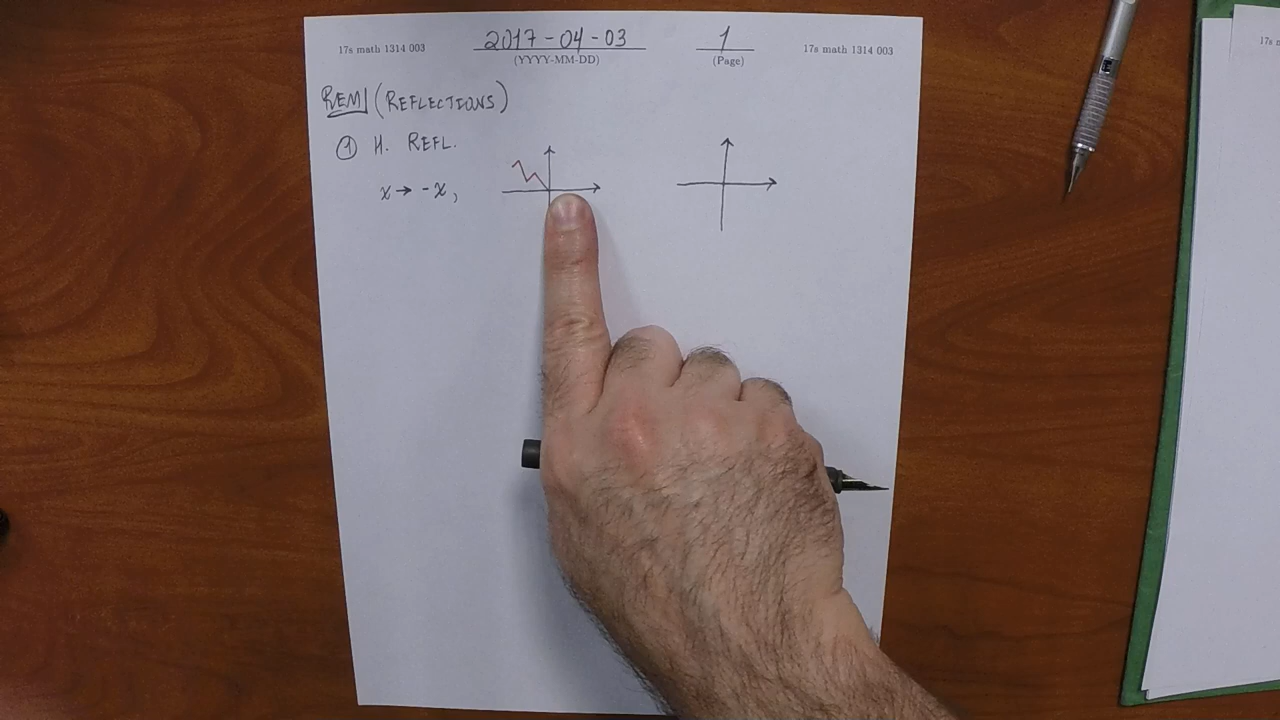 17s math 1314 003 2017-04-03 1 17s math 1314 003
(YYYY-MM-DD) (Page)
REM (REFLECTIONS)
① H. REFL.
x → -x,
17s